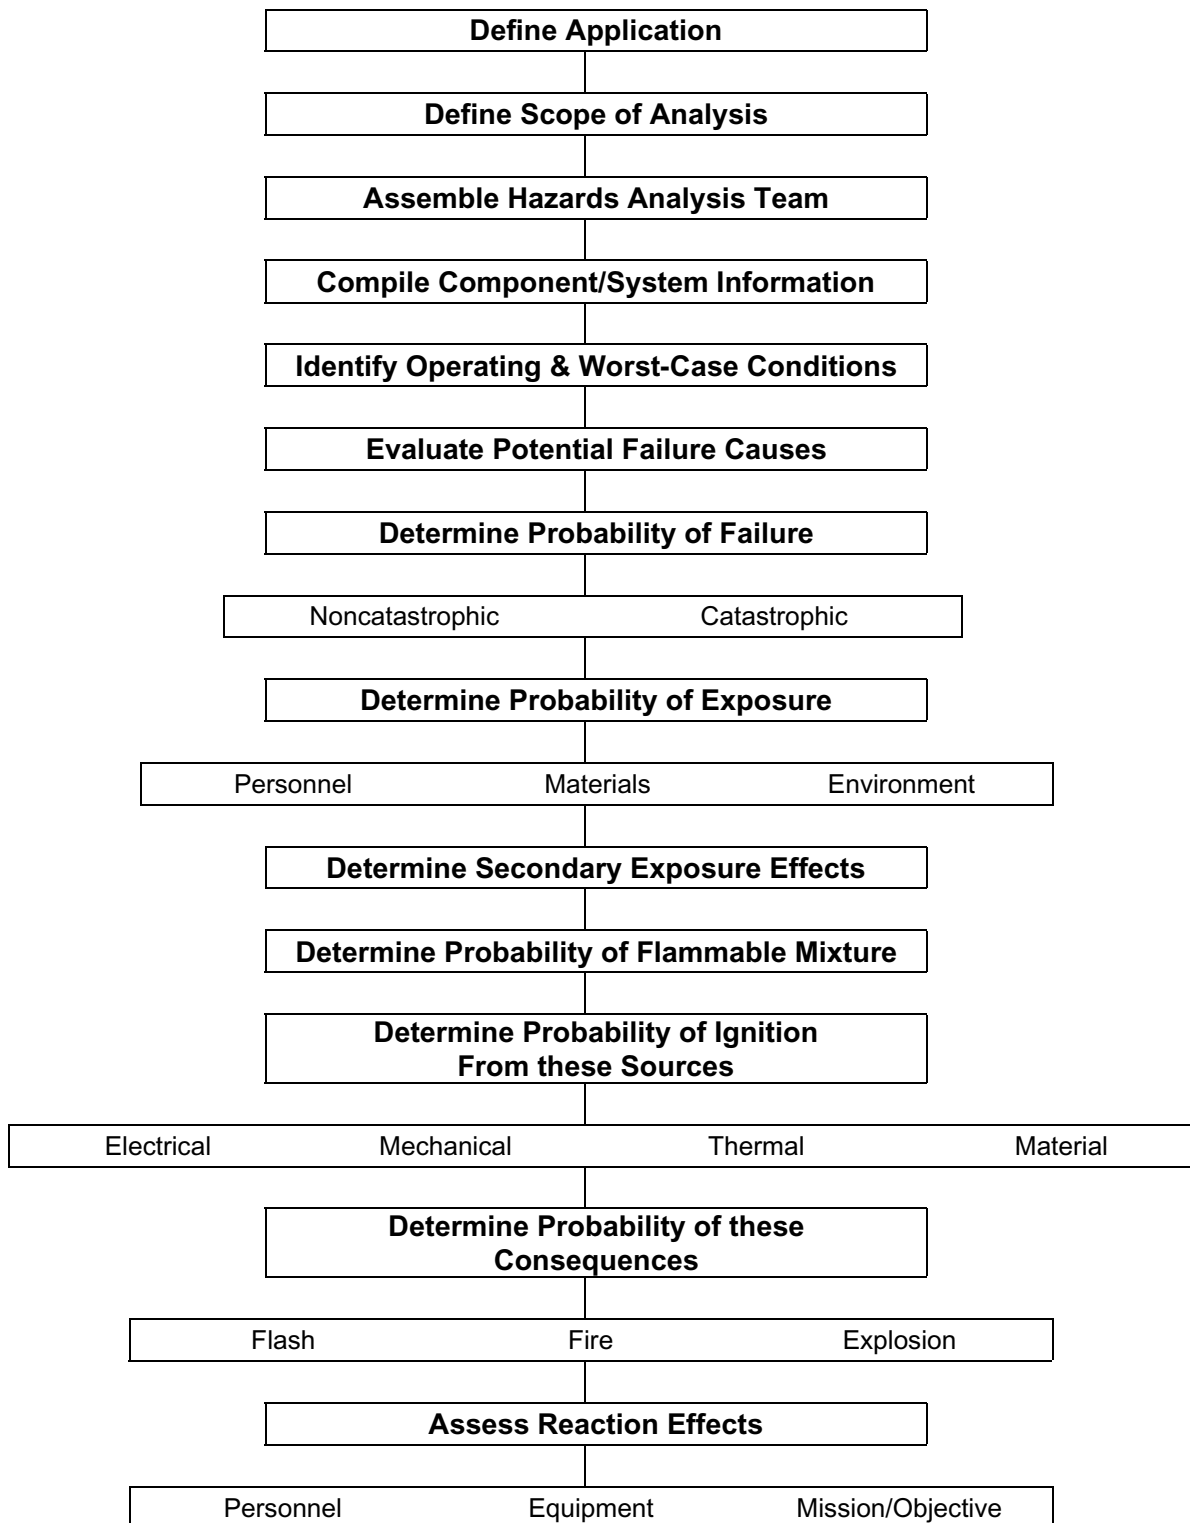 Define Application
Define Scope of Analysis
Assemble Hazards Analysis Team
Compile Component/System Information
Identify Operating & Worst-Case Conditions
Evaluate Potential Failure Causes
Determine Probability of Failure
Noncatastrophic Catastrophic
Determine Probability of Exposure
Personnel Materials Environment
Determine Secondary Exposure Effects
Determine Probability of Flammable Mixture
Determine Probability of Ignition
From these Sources
Electrical Mechanical Thermal Material
Determine Probability of these
Consequences
Flash Fire Explosion
Assess Reaction Effects
Personnel Equipment Mission/Objective